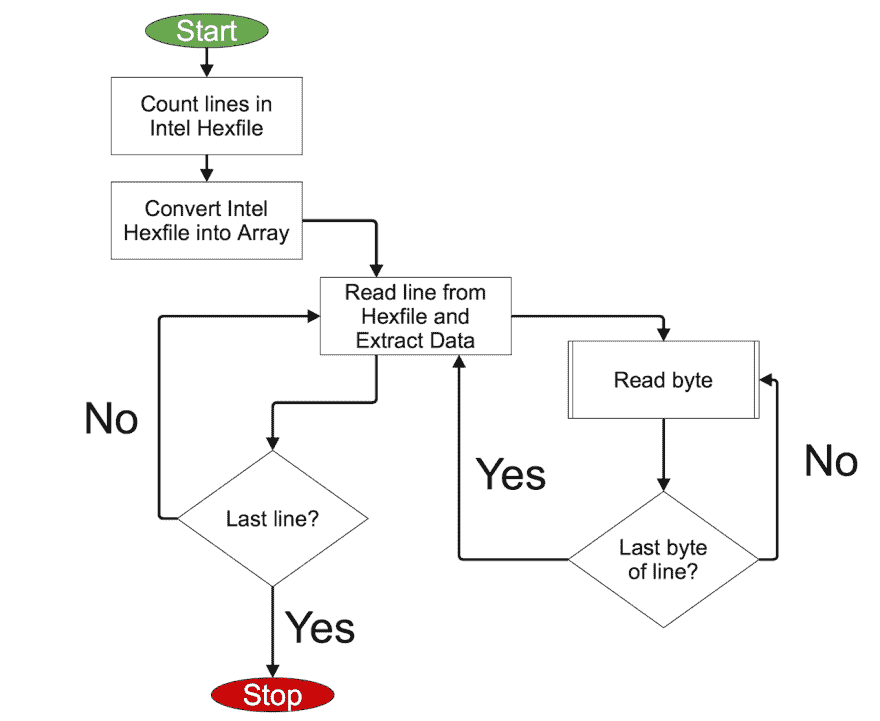 Start
Count lines in
Intel Hexfile
Convert Intel
Hexfile into Array
Read line from
Hexfile and
Extract Data
Read byte
No
Yes
No
Last line?
Last byte
of line?
Yes
Stop